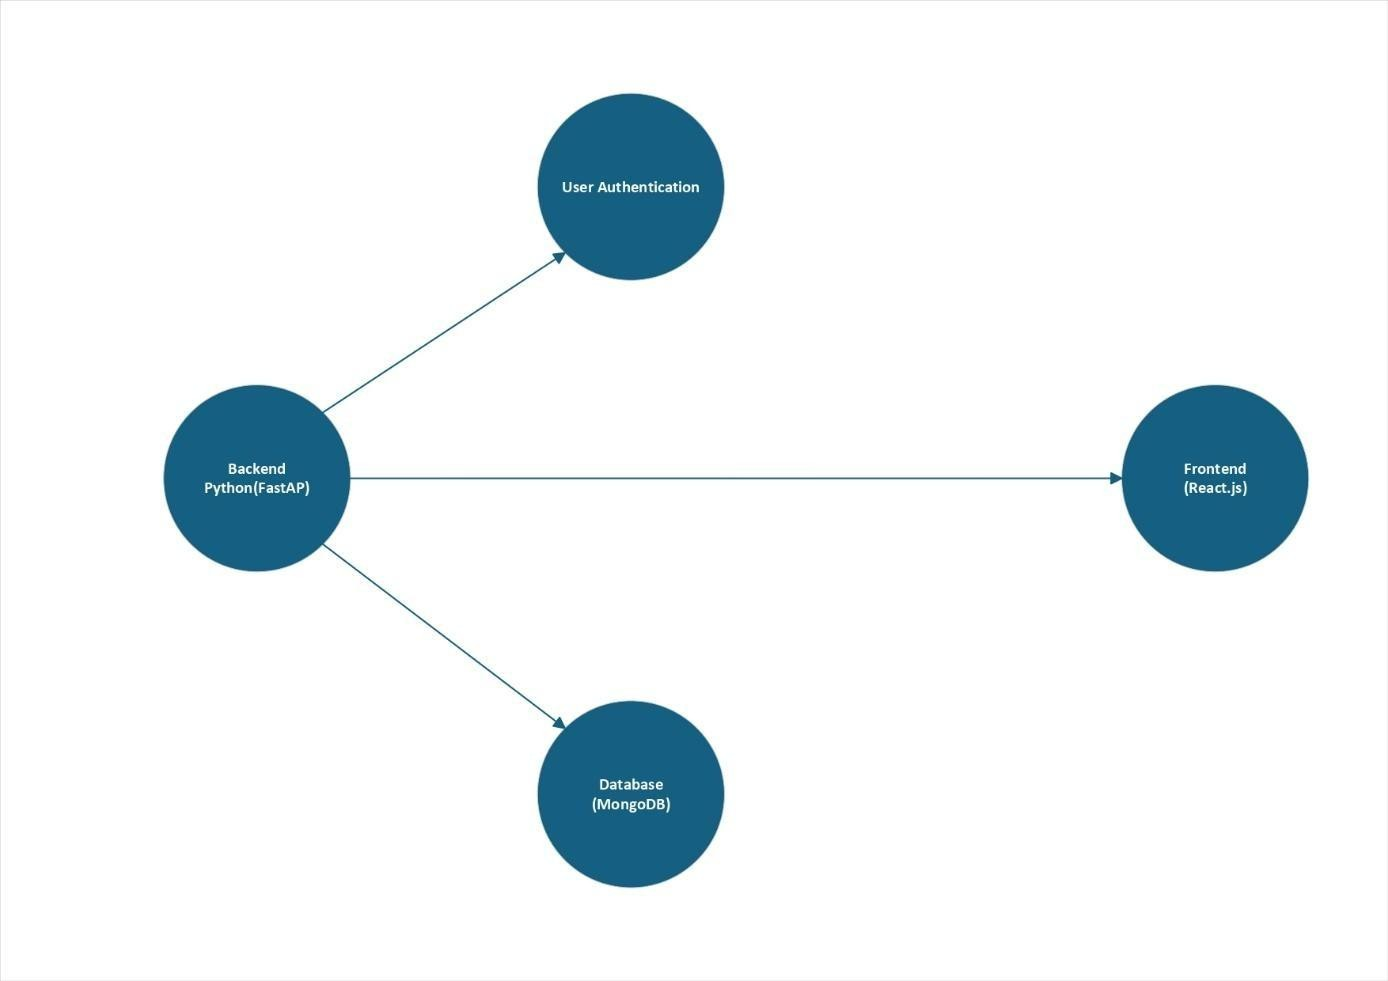 User Authentication
Backend
Python(FastAP)
Frontend
(React.js)
Database
(MongoDB)